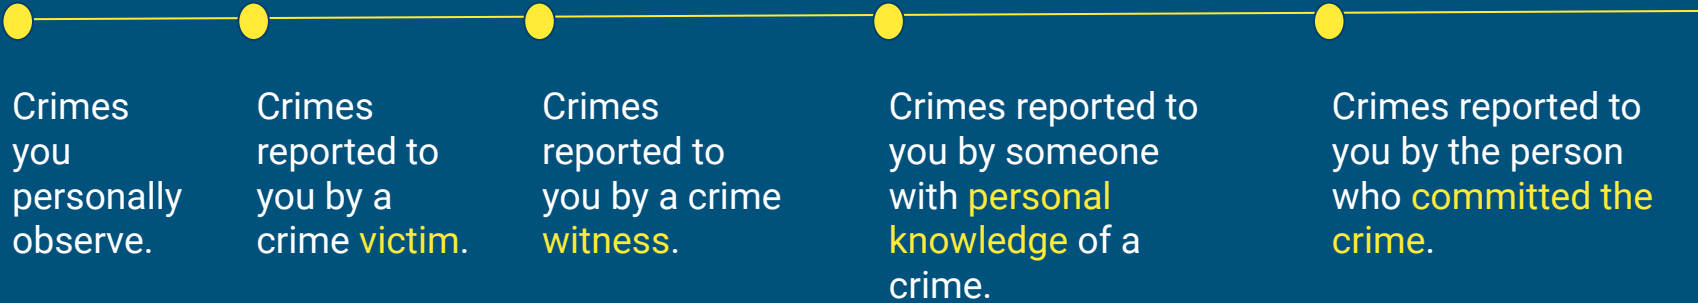 Crimes
you
personally
observe.
Crimes
reported to
you by a
crime victim.
Crimes
reported to
you by a crime
witness.
Crimes reported to
you by someone
with personal
knowledge of a
crime.
Crimes reported to
you by the person
who committed the
crime.